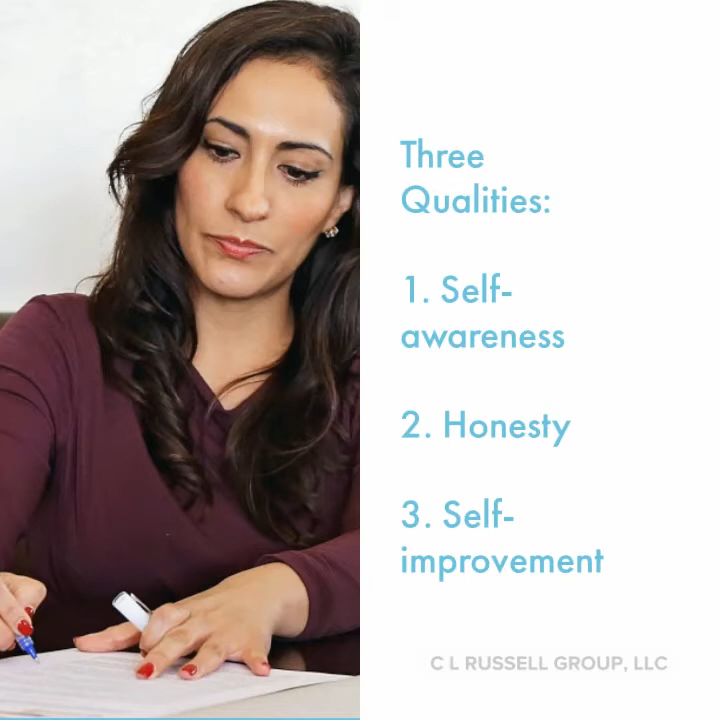 Three
Qualities:
1. Self-
awareness
2. Honesty
3. Self-
improvement
C L RUSSELL GROUP, LLC